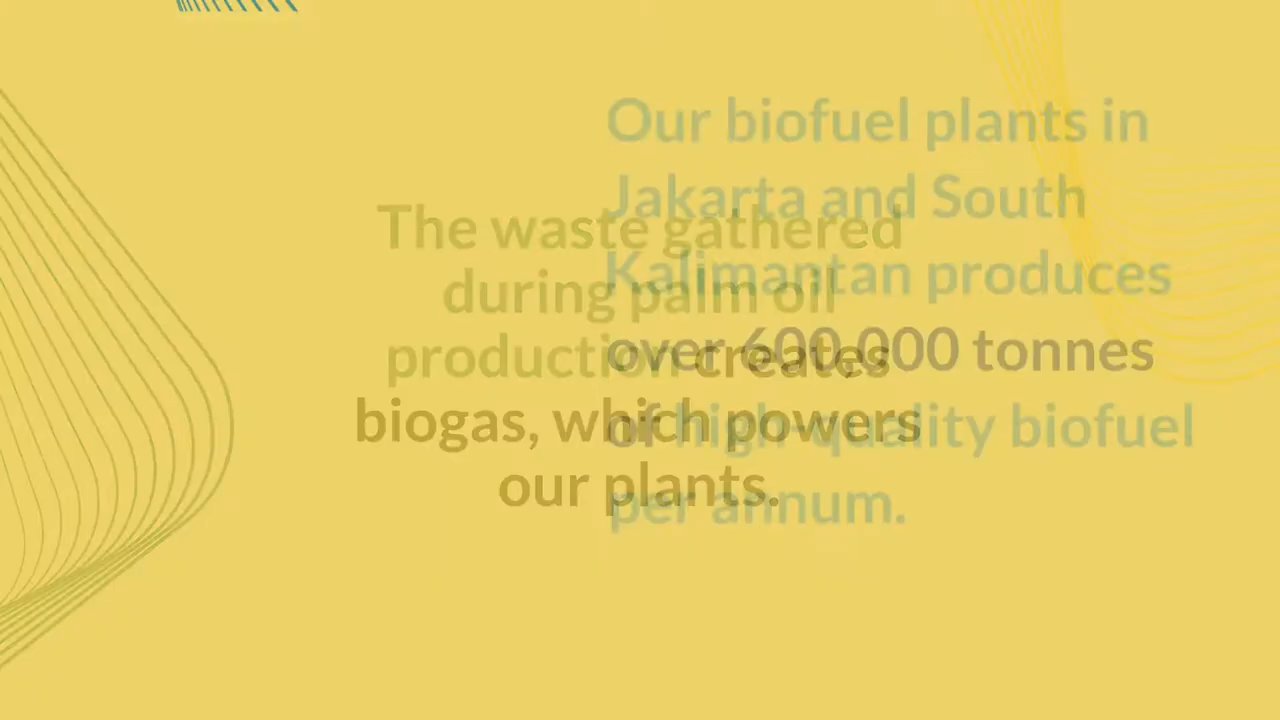 The waste gathered
during palm oil
production creates
biogas, which powers
our plants.
Our biofuel plants in
Jakarta and South
Kalimantan produces
over 600,000 tonnes
of high-quality biofuel
per annum.